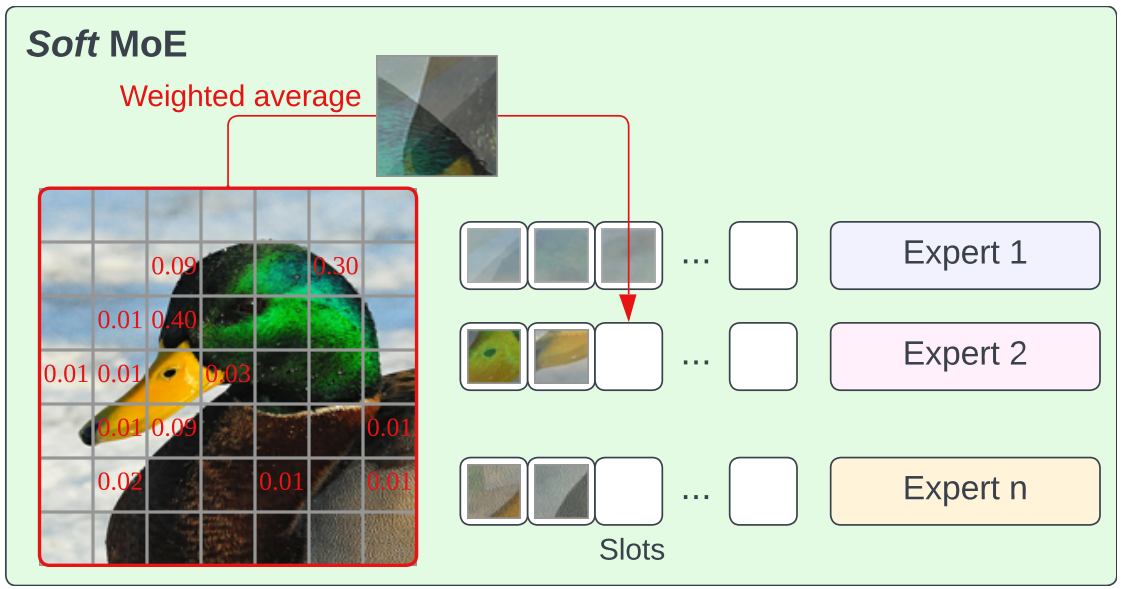 Soft MoE
Weighted average
0.09 0.30
0.01 0.40
0.01 0.01 0.03
0.01 0.09 0.01
0.02 0.01 0.01
... Expert 1
... Expert 2
... Expert n
Slots